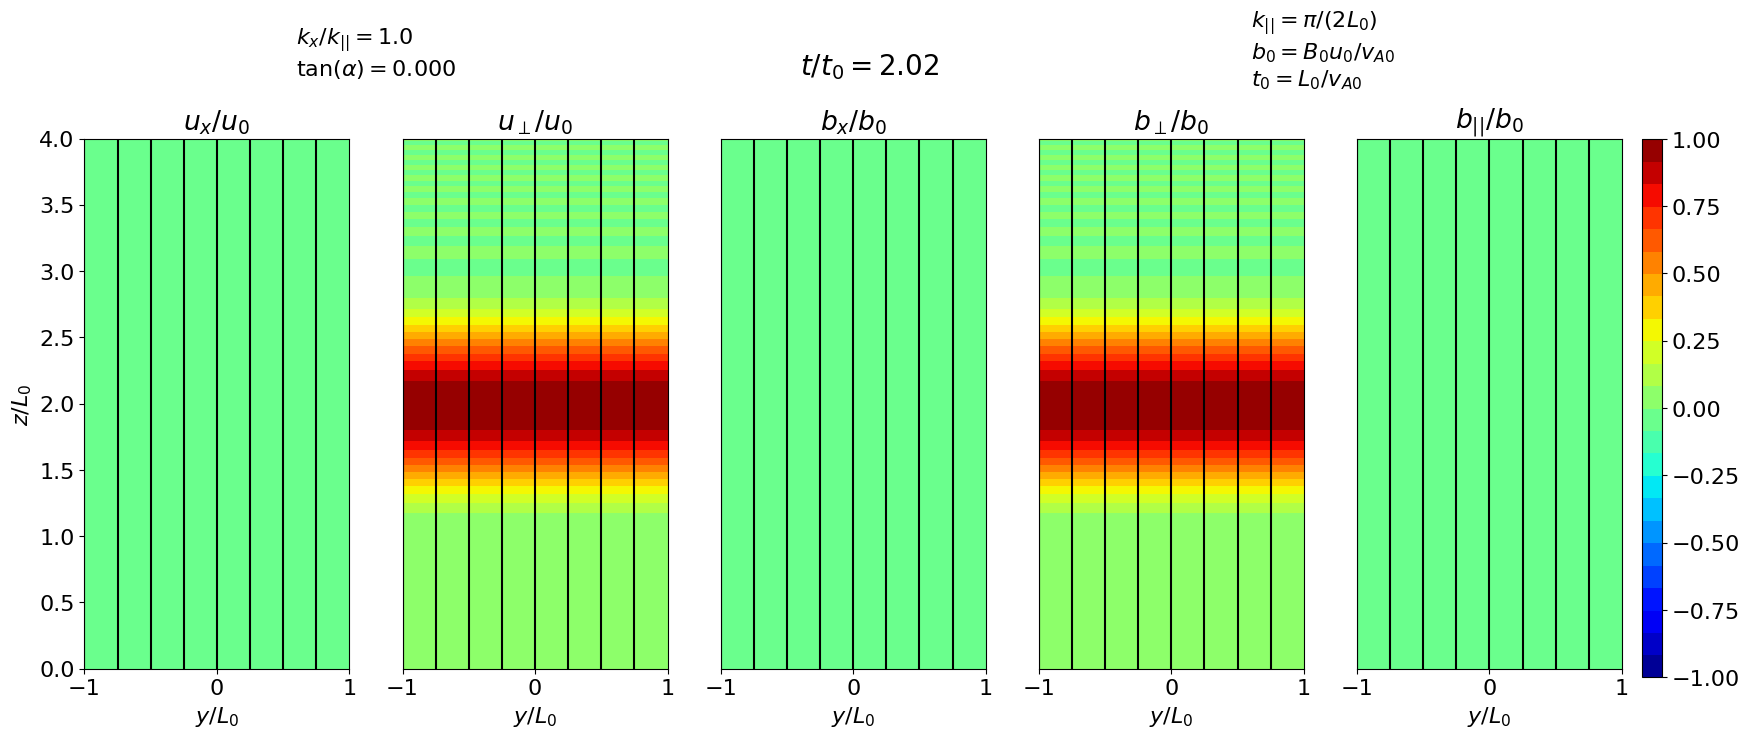 k_x/k_|| = 1.0
tan(α) = 0.000
t/t_0 = 2.02
k_|| = π/(2L_0)
b_0 = B_0u_0/v_{A0}
t_0 = L_0/v_{A0}
u_x/u_0
u_⊥/u_0
b_x/b_0
b_⊥/b_0
b_||/b_0
4.0
3.5
3.0
2.5
2.0
1.5
1.0
0.5
0.0
z/L_0
−1 0 1
−1 0 1
−1 0 1
−1 0 1
−1 0 1
y/L_0
y/L_0
y/L_0
y/L_0
y/L_0
1.00
0.75
0.50
0.25
0.00
−0.25
−0.50
−0.75
−1.00